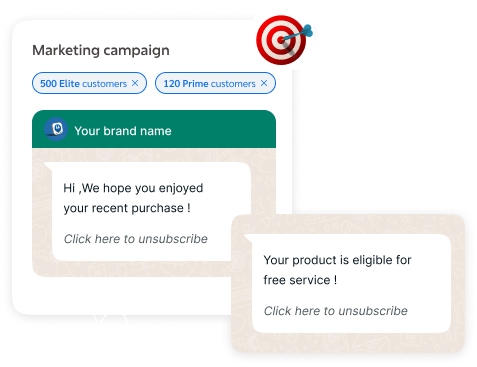 Marketing campaign
500 Elite customers ×
120 Prime customers ×
Your brand name
Hi ,We hope you enjoyed
your recent purchase !
Click here to unsubscribe
Your product is eligible for
free service !
Click here to unsubscribe